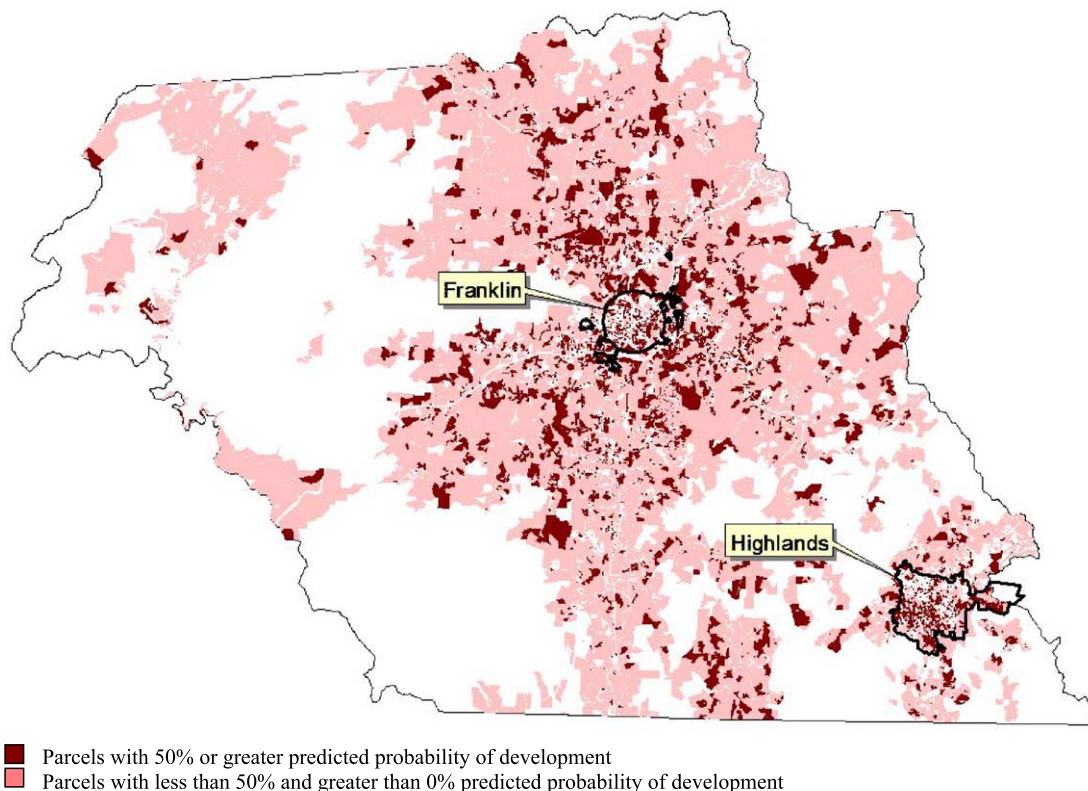 Franklin
Highlands
Parcels with 50% or greater predicted probability of development
Parcels with less than 50% and greater than 0% predicted probability of development